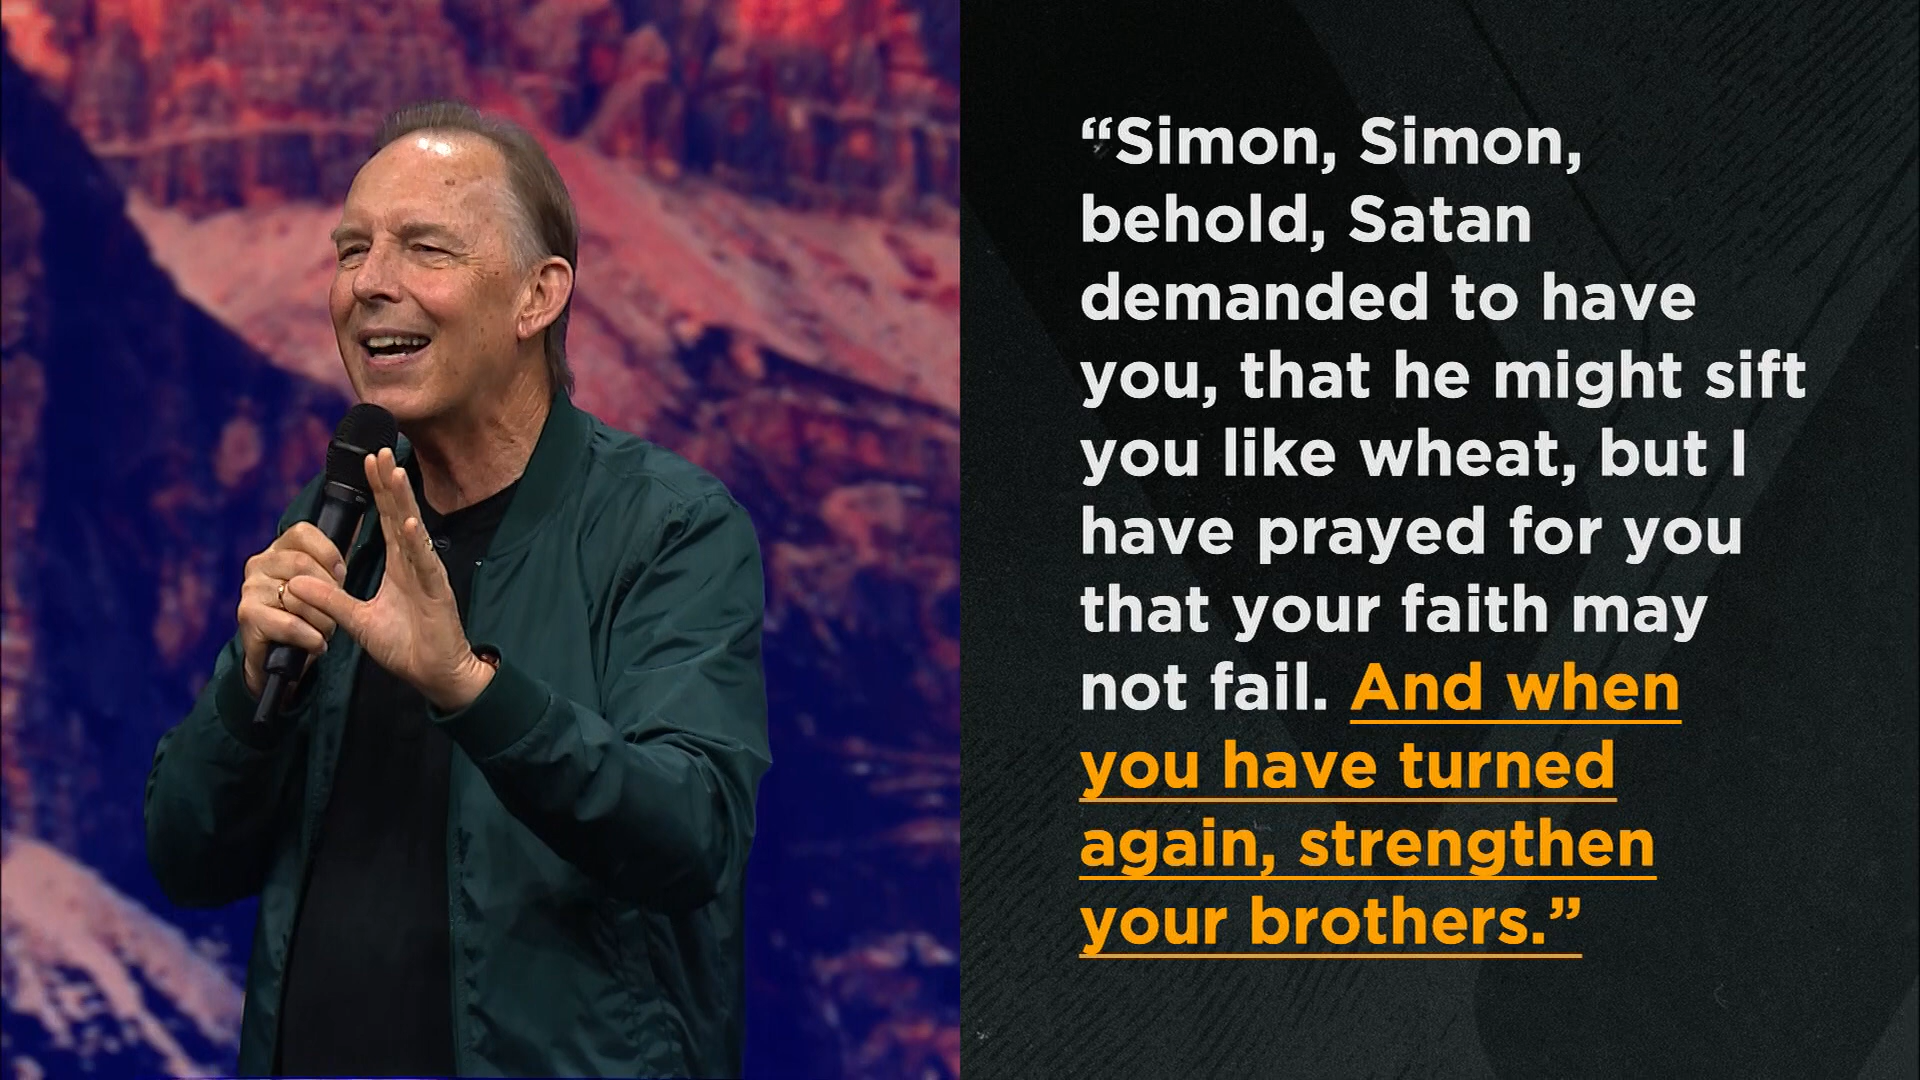 “Simon, Simon,
behold, Satan
demanded to have
you, that he might sift
you like wheat, but I
have prayed for you
that your faith may
not fail. And when
you have turned
again, strengthen
your brothers.”